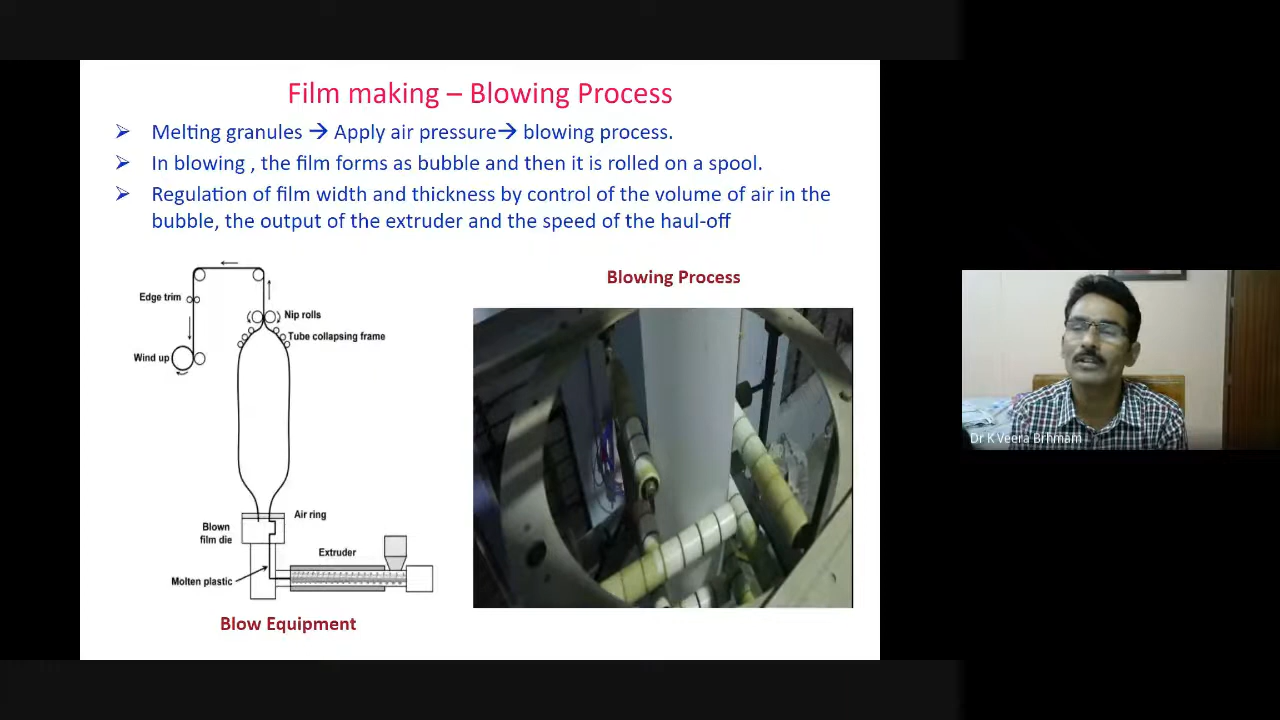 Film making – Blowing Process
➢ Melting granules → Apply air pressure→ blowing process.
➢ In blowing , the film forms as bubble and then it is rolled on a spool.
➢ Regulation of film width and thickness by control of the volume of air in the
bubble, the output of the extruder and the speed of the haul-off
Edge trim
Nip rolls
Tube collapsing frame
Wind up
Air ring
Blown
film die
Extruder
Molten plastic
Blow Equipment
Blowing Process
Dr K Veera Brhmam